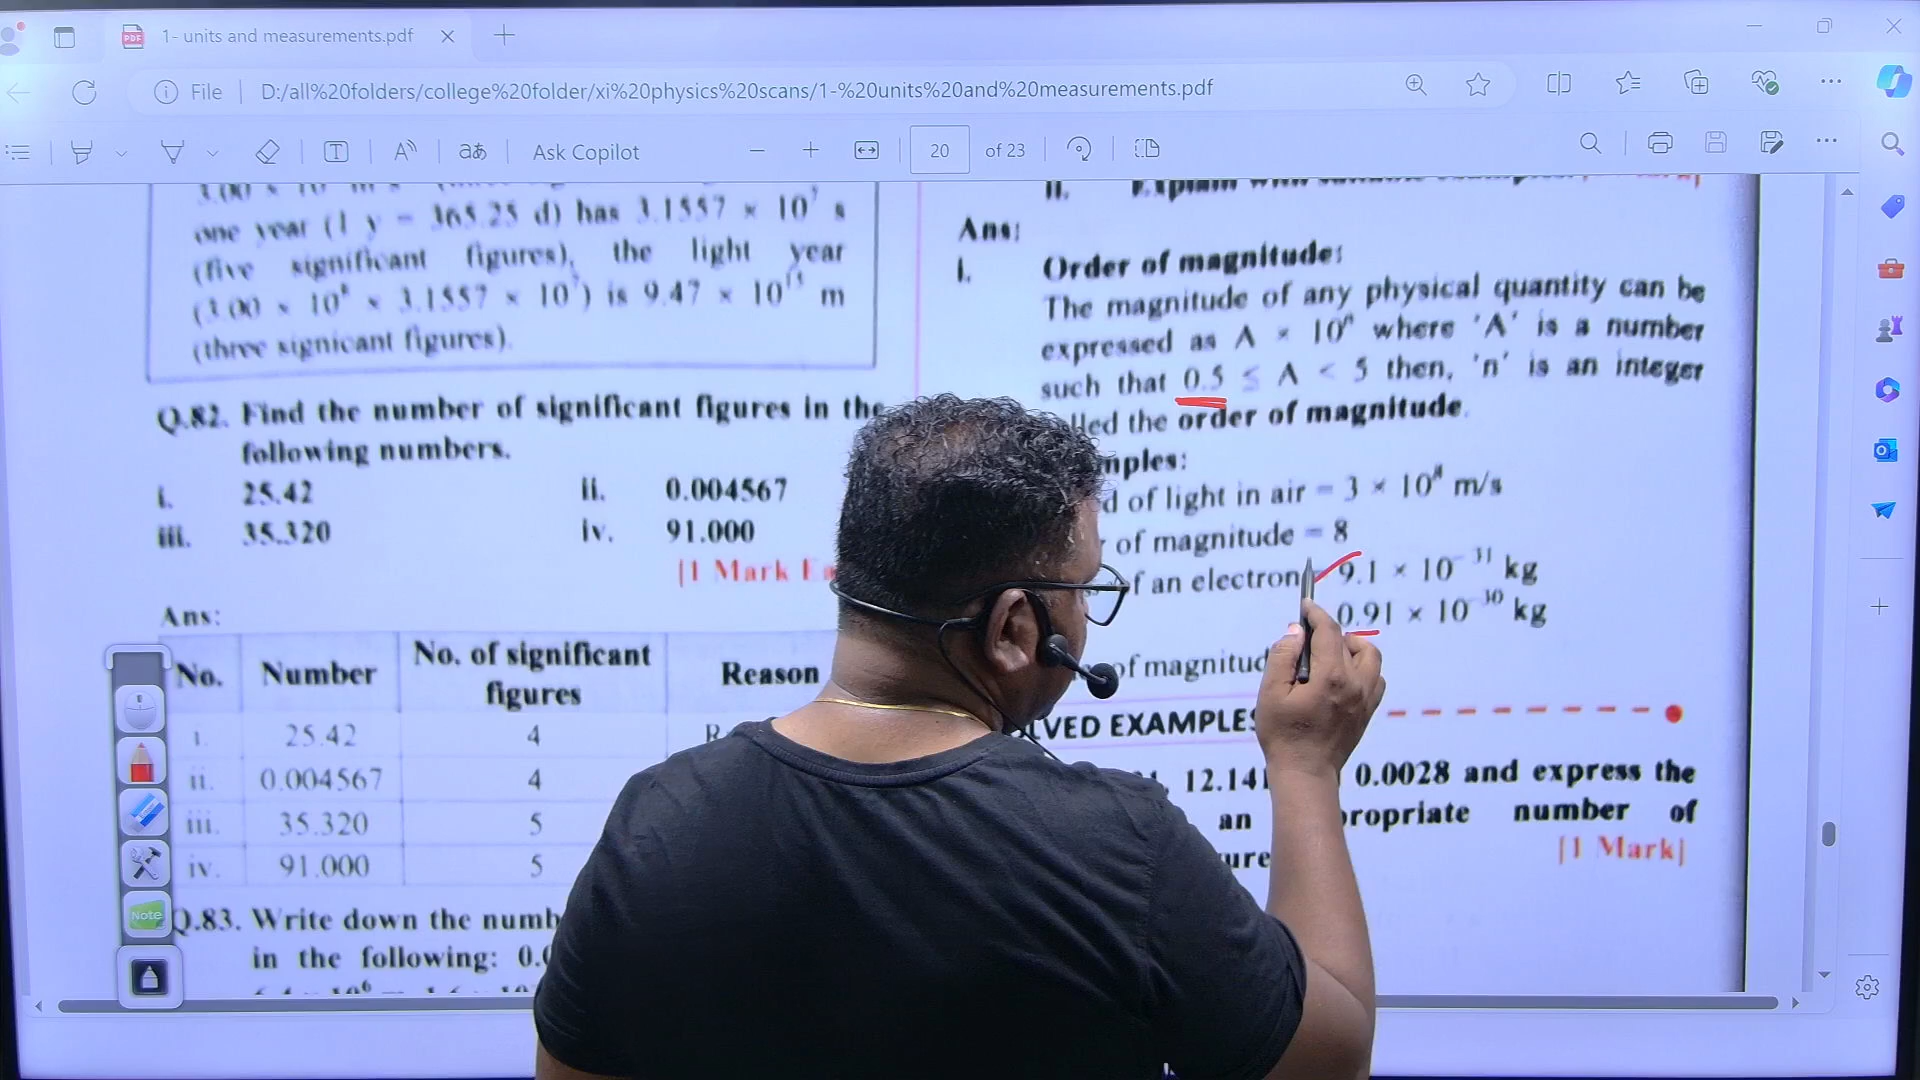 1- units and measurements.pdf
File D:/all%20folders/college%20folder/xi%20physics%20scans/1-%20units%20and%20measurements.pdf
Ask Copilot
20 of 23
one year (1 y = 365.25 d) has 3.1557 × 10⁷ s
(five significant figures), the light year
(3.00 × 10⁸ × 3.1557 × 10⁷) is 9.47 × 10¹⁵ m
(three signicant figures).
Q.82. Find the number of significant figures in the
following numbers.
i. 25.42 ii. 0.004567
iii. 35.320 iv. 91.000
[1 Mark
Ans:
No. Number No. of significant figures Reason
i. 25.42 4
ii. 0.004567 4
iii. 35.320 5
iv. 91.000 5
Q.83. Write down the numb
in the following: 0.0
Note
ii.
Ans:
i. Order of magnitude:
The magnitude of any physical quantity can be
expressed as A × 10ⁿ where 'A' is a number
such that 0.5 ≤ A < 5 then, 'n' is an integer
lled the order of magnitude.
mples:
d of light in air = 3 × 10⁸ m/s
of magnitude = 8
f an electron 9.1 × 10⁻³¹ kg
0.91 × 10⁻³⁰ kg
of magnitud
LVED EXAMPLES
12.141 0.0028 and express the
an ropriate number of
ure [1 Mark]